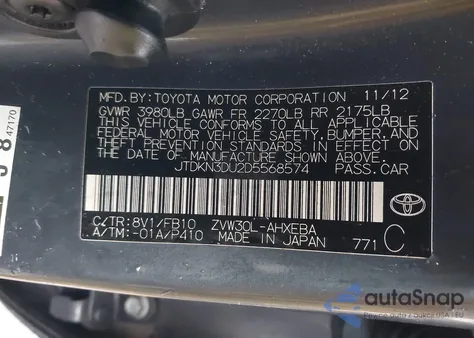 MFD.BY:TOYOTA MOTOR CORPORATION 11/12
GVWR 3980LB GAWR FR 2270LB RR 2175LB
THIS VEHICLE CONFORMS TO ALL APPLICABLE
FEDERAL MOTOR VEHICLE SAFETY, BUMPER, AND
THEFT PREVENTION STANDARDS IN EFFECT ON
THE DATE OF MANUFACTURE SHOWN ABOVE.
JTDKN3DU2D5568574 PASS.CAR
C/TR:8V1/FB10 ZVW30L-AHXEBA
A/TM:-01A/P410 MADE IN JAPAN 771 C
TOYOTA
47170
autoSnap